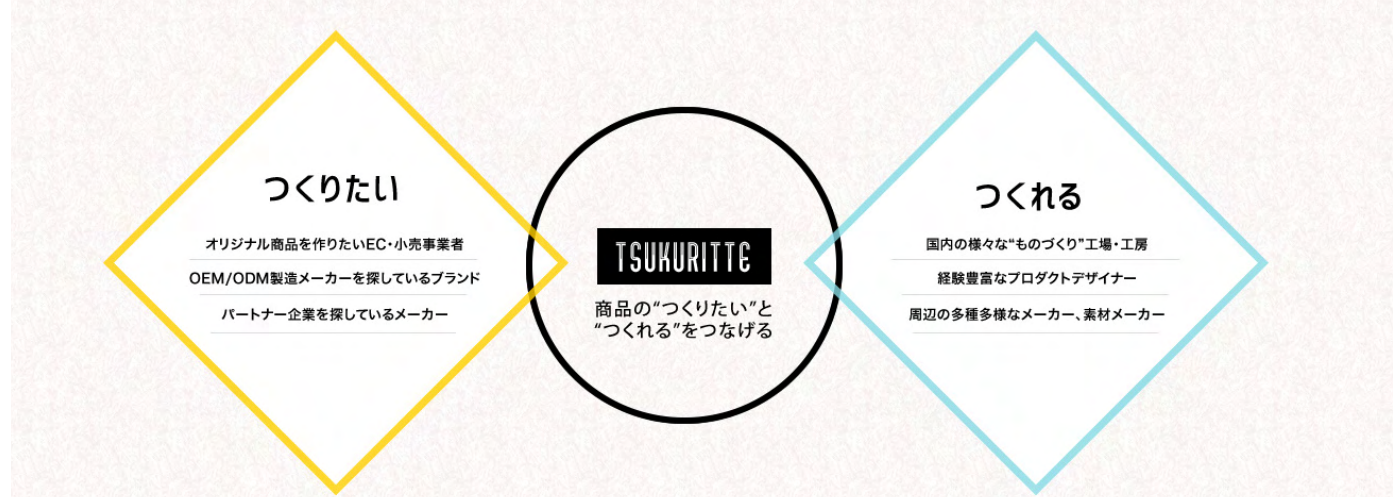 つくりたい
オリジナル商品を作りたいEC・小売事業者
OEM/ODM製造メーカーを探しているブランド
パートナー企業を探しているメーカー
TSUKURITTE
商品の“つくりたい”と
“つくれる”をつなげる
つくれる
国内の様々な“ものづくり”工場・工房
経験豊富なプロダクトデザイナー
周辺の多種多様なメーカー、素材メーカー